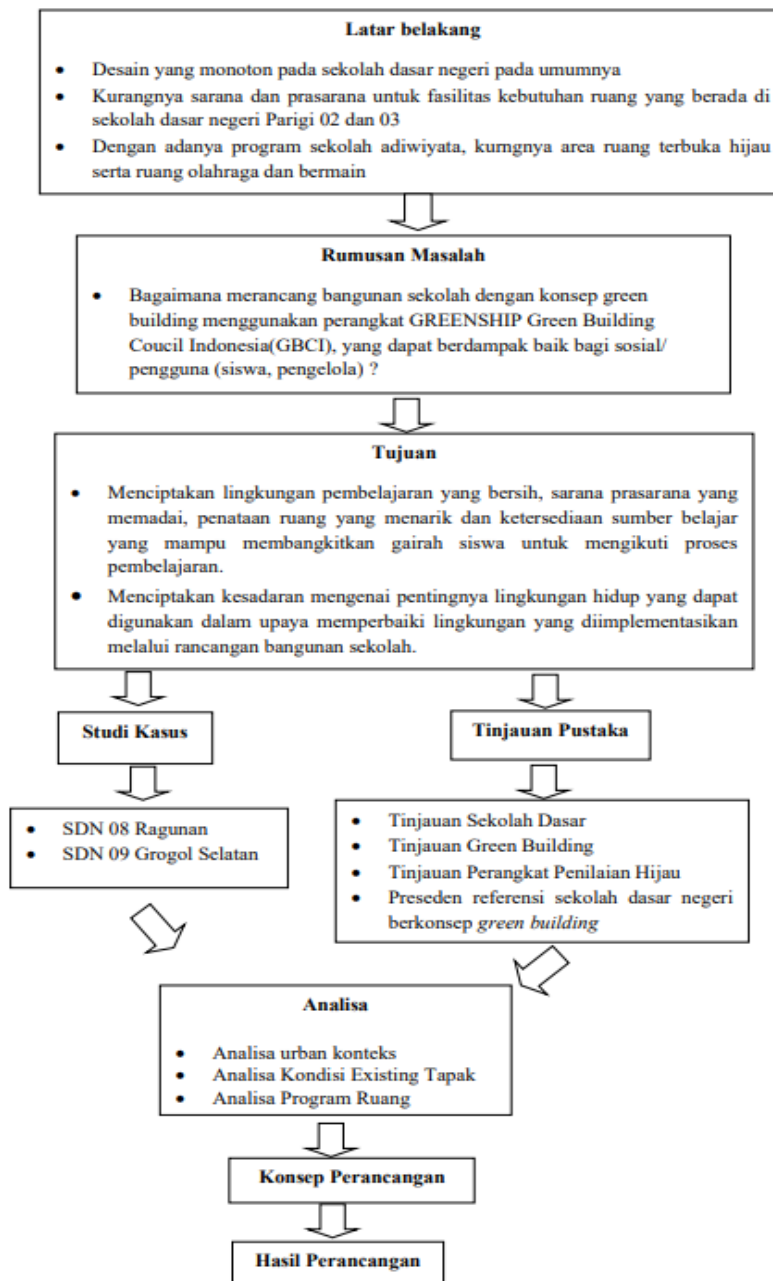 Latar belakang
• Desain yang monoton pada sekolah dasar negeri pada umumnya
• Kurangnya sarana dan prasarana untuk fasilitas kebutuhan ruang yang berada di
sekolah dasar negeri Parigi 02 dan 03
• Dengan adanya program sekolah adiwiyata, kurngnya area ruang terbuka hijau
serta ruang olahraga dan bermain
Rumusan Masalah
• Bagaimana merancang bangunan sekolah dengan konsep green
building menggunakan perangkat GREENSHIP Green Building
Coucil Indonesia(GBCI), yang dapat berdampak baik bagi sosial/
pengguna (siswa, pengelola) ?
Tujuan
• Menciptakan lingkungan pembelajaran yang bersih, sarana prasarana yang
memadai, penataan ruang yang menarik dan ketersediaan sumber belajar
yang mampu membangkitkan gairah siswa untuk mengikuti proses
pembelajaran.
• Menciptakan kesadaran mengenai pentingnya lingkungan hidup yang dapat
digunakan dalam upaya memperbaiki lingkungan yang diimplementasikan
melalui rancangan bangunan sekolah.
Studi Kasus
• SDN 08 Ragunan
• SDN 09 Grogol Selatan
Tinjauan Pustaka
• Tinjauan Sekolah Dasar
• Tinjauan Green Building
• Tinjauan Perangkat Penilaian Hijau
• Preseden referensi sekolah dasar negeri
berkonsep green building
Analisa
• Analisa urban konteks
• Analisa Kondisi Existing Tapak
• Analisa Program Ruang
Konsep Perancangan
Hasil Perancangan